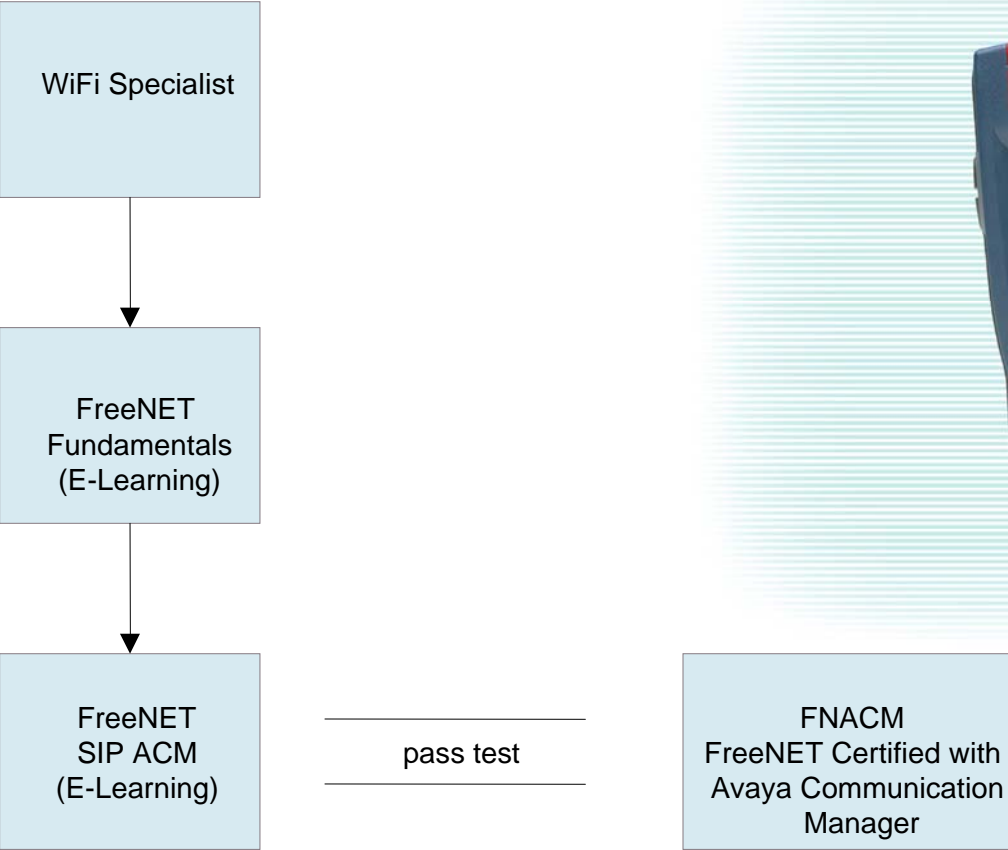 WiFi Specialist
FreeNET
Fundamentals
(E-Learning)
FreeNET
SIP ACM
(E-Learning)
pass test
FNACM
FreeNET Certified with
Avaya Communication
Manager